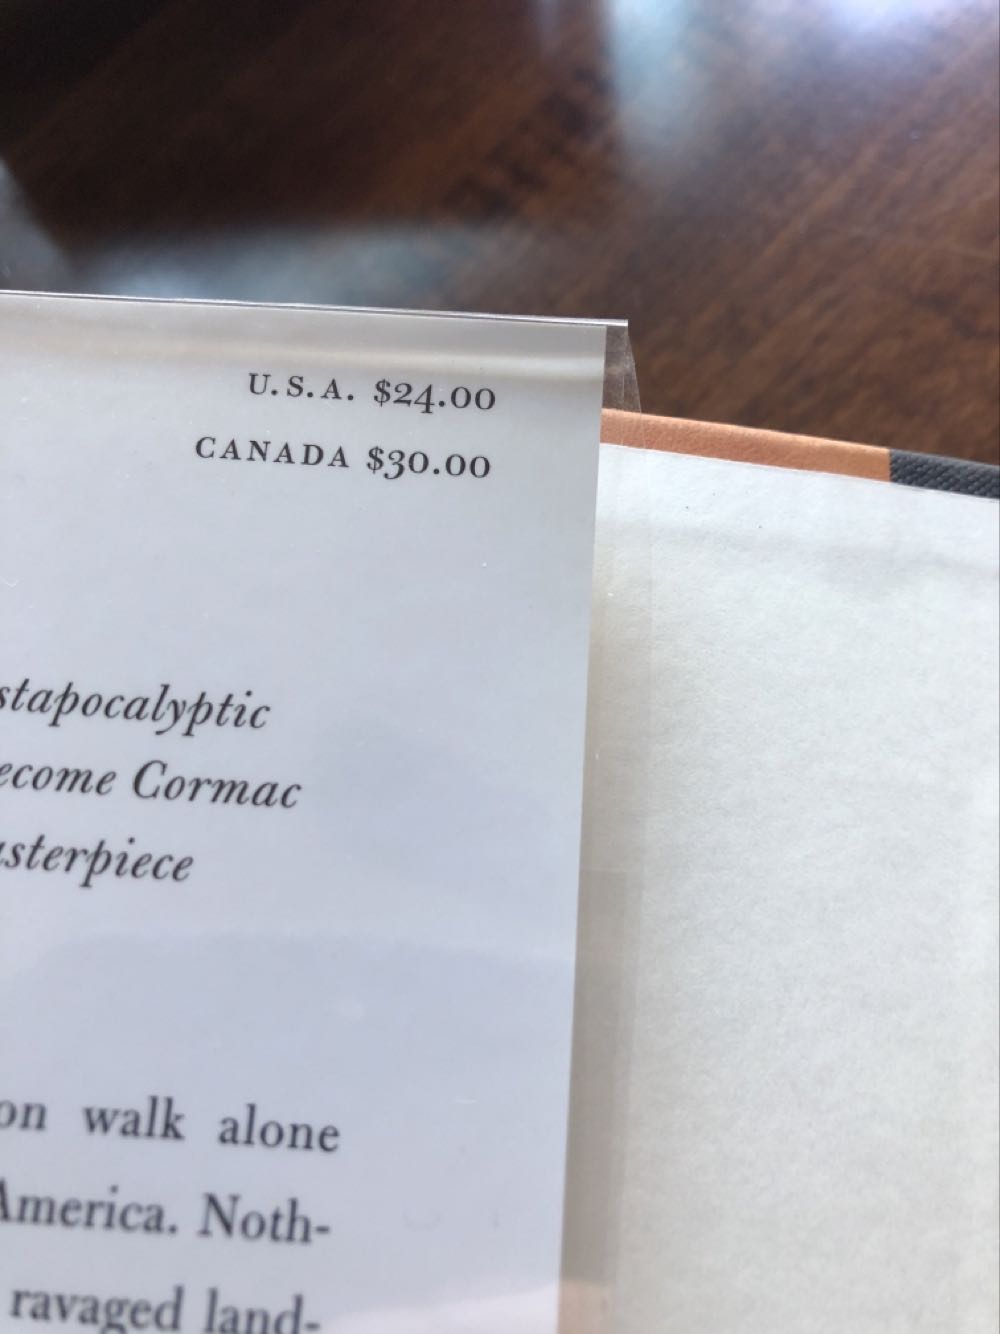 U.S.A. $24.00
CANADA $30.00
stapocalyptic
ecome Cormac
sterpiece
on walk alone
America. Noth-
ravaged land-